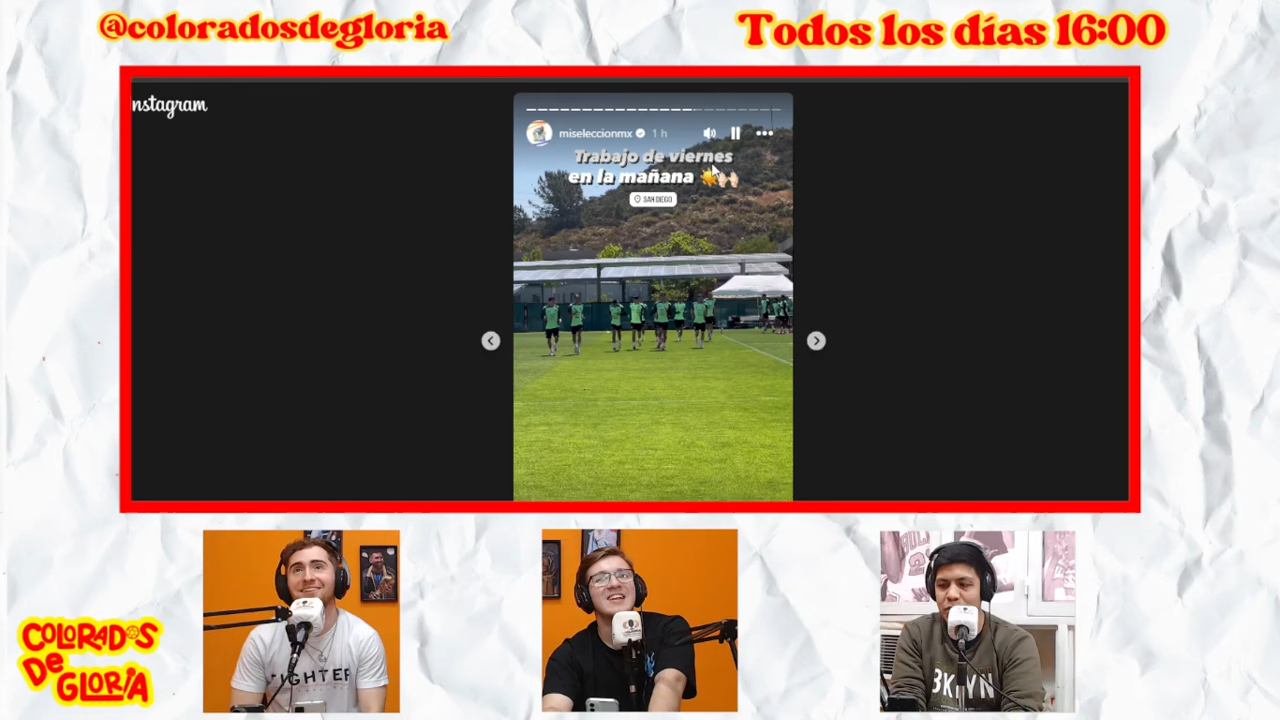 @coloradosdegloria
Todos los días 16:00
nstagram
miseleccionmx 1 h
Trabajo de viernes
en la mañana
SAN DIEGO
COLORADOS
De
GLORIA
FIGHTER
BKLYN